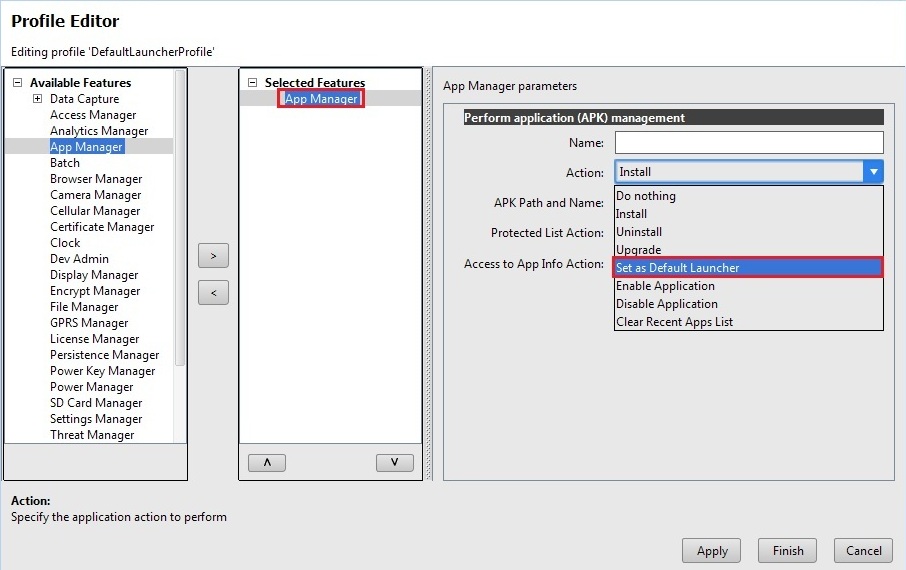 Profile Editor
Editing profile 'DefaultLauncherProfile'
Available Features
Data Capture
Access Manager
Analytics Manager
App Manager
Batch
Browser Manager
Camera Manager
Cellular Manager
Certificate Manager
Clock
Dev Admin
Display Manager
Encrypt Manager
File Manager
GPRS Manager
License Manager
Persistence Manager
Power Key Manager
Power Manager
SD Card Manager
Settings Manager
Threat Manager
>
<
Selected Features
App Manager
App Manager parameters
Perform application (APK) management
Name:
Action: Install
APK Path and Name:
Protected List Action:
Access to App Info Action:
Do nothing
Install
Uninstall
Upgrade
Set as Default Launcher
Enable Application
Disable Application
Clear Recent Apps List
Action:
Specify the application action to perform
Apply Finish Cancel